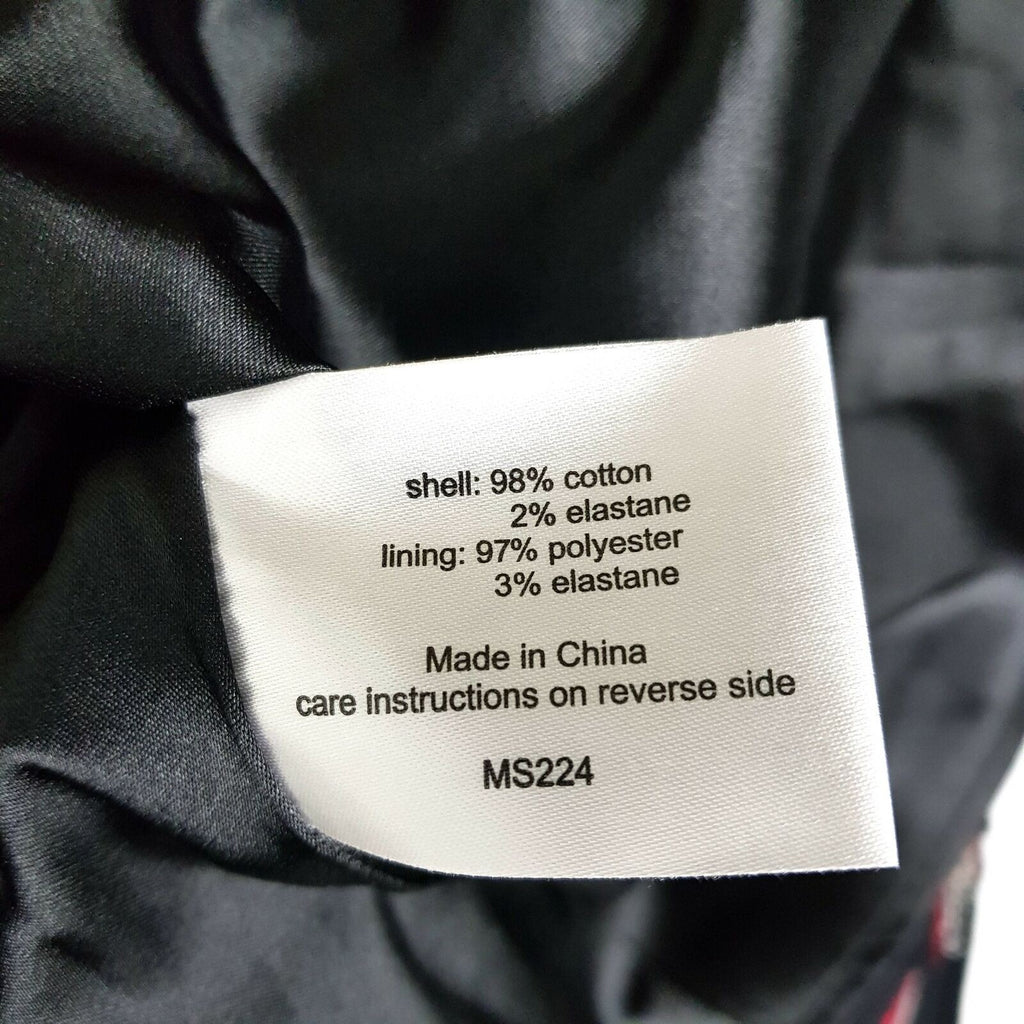 shell: 98% cotton
2% elastane
lining: 97% polyester
3% elastane
Made in China
care instructions on reverse side
MS224